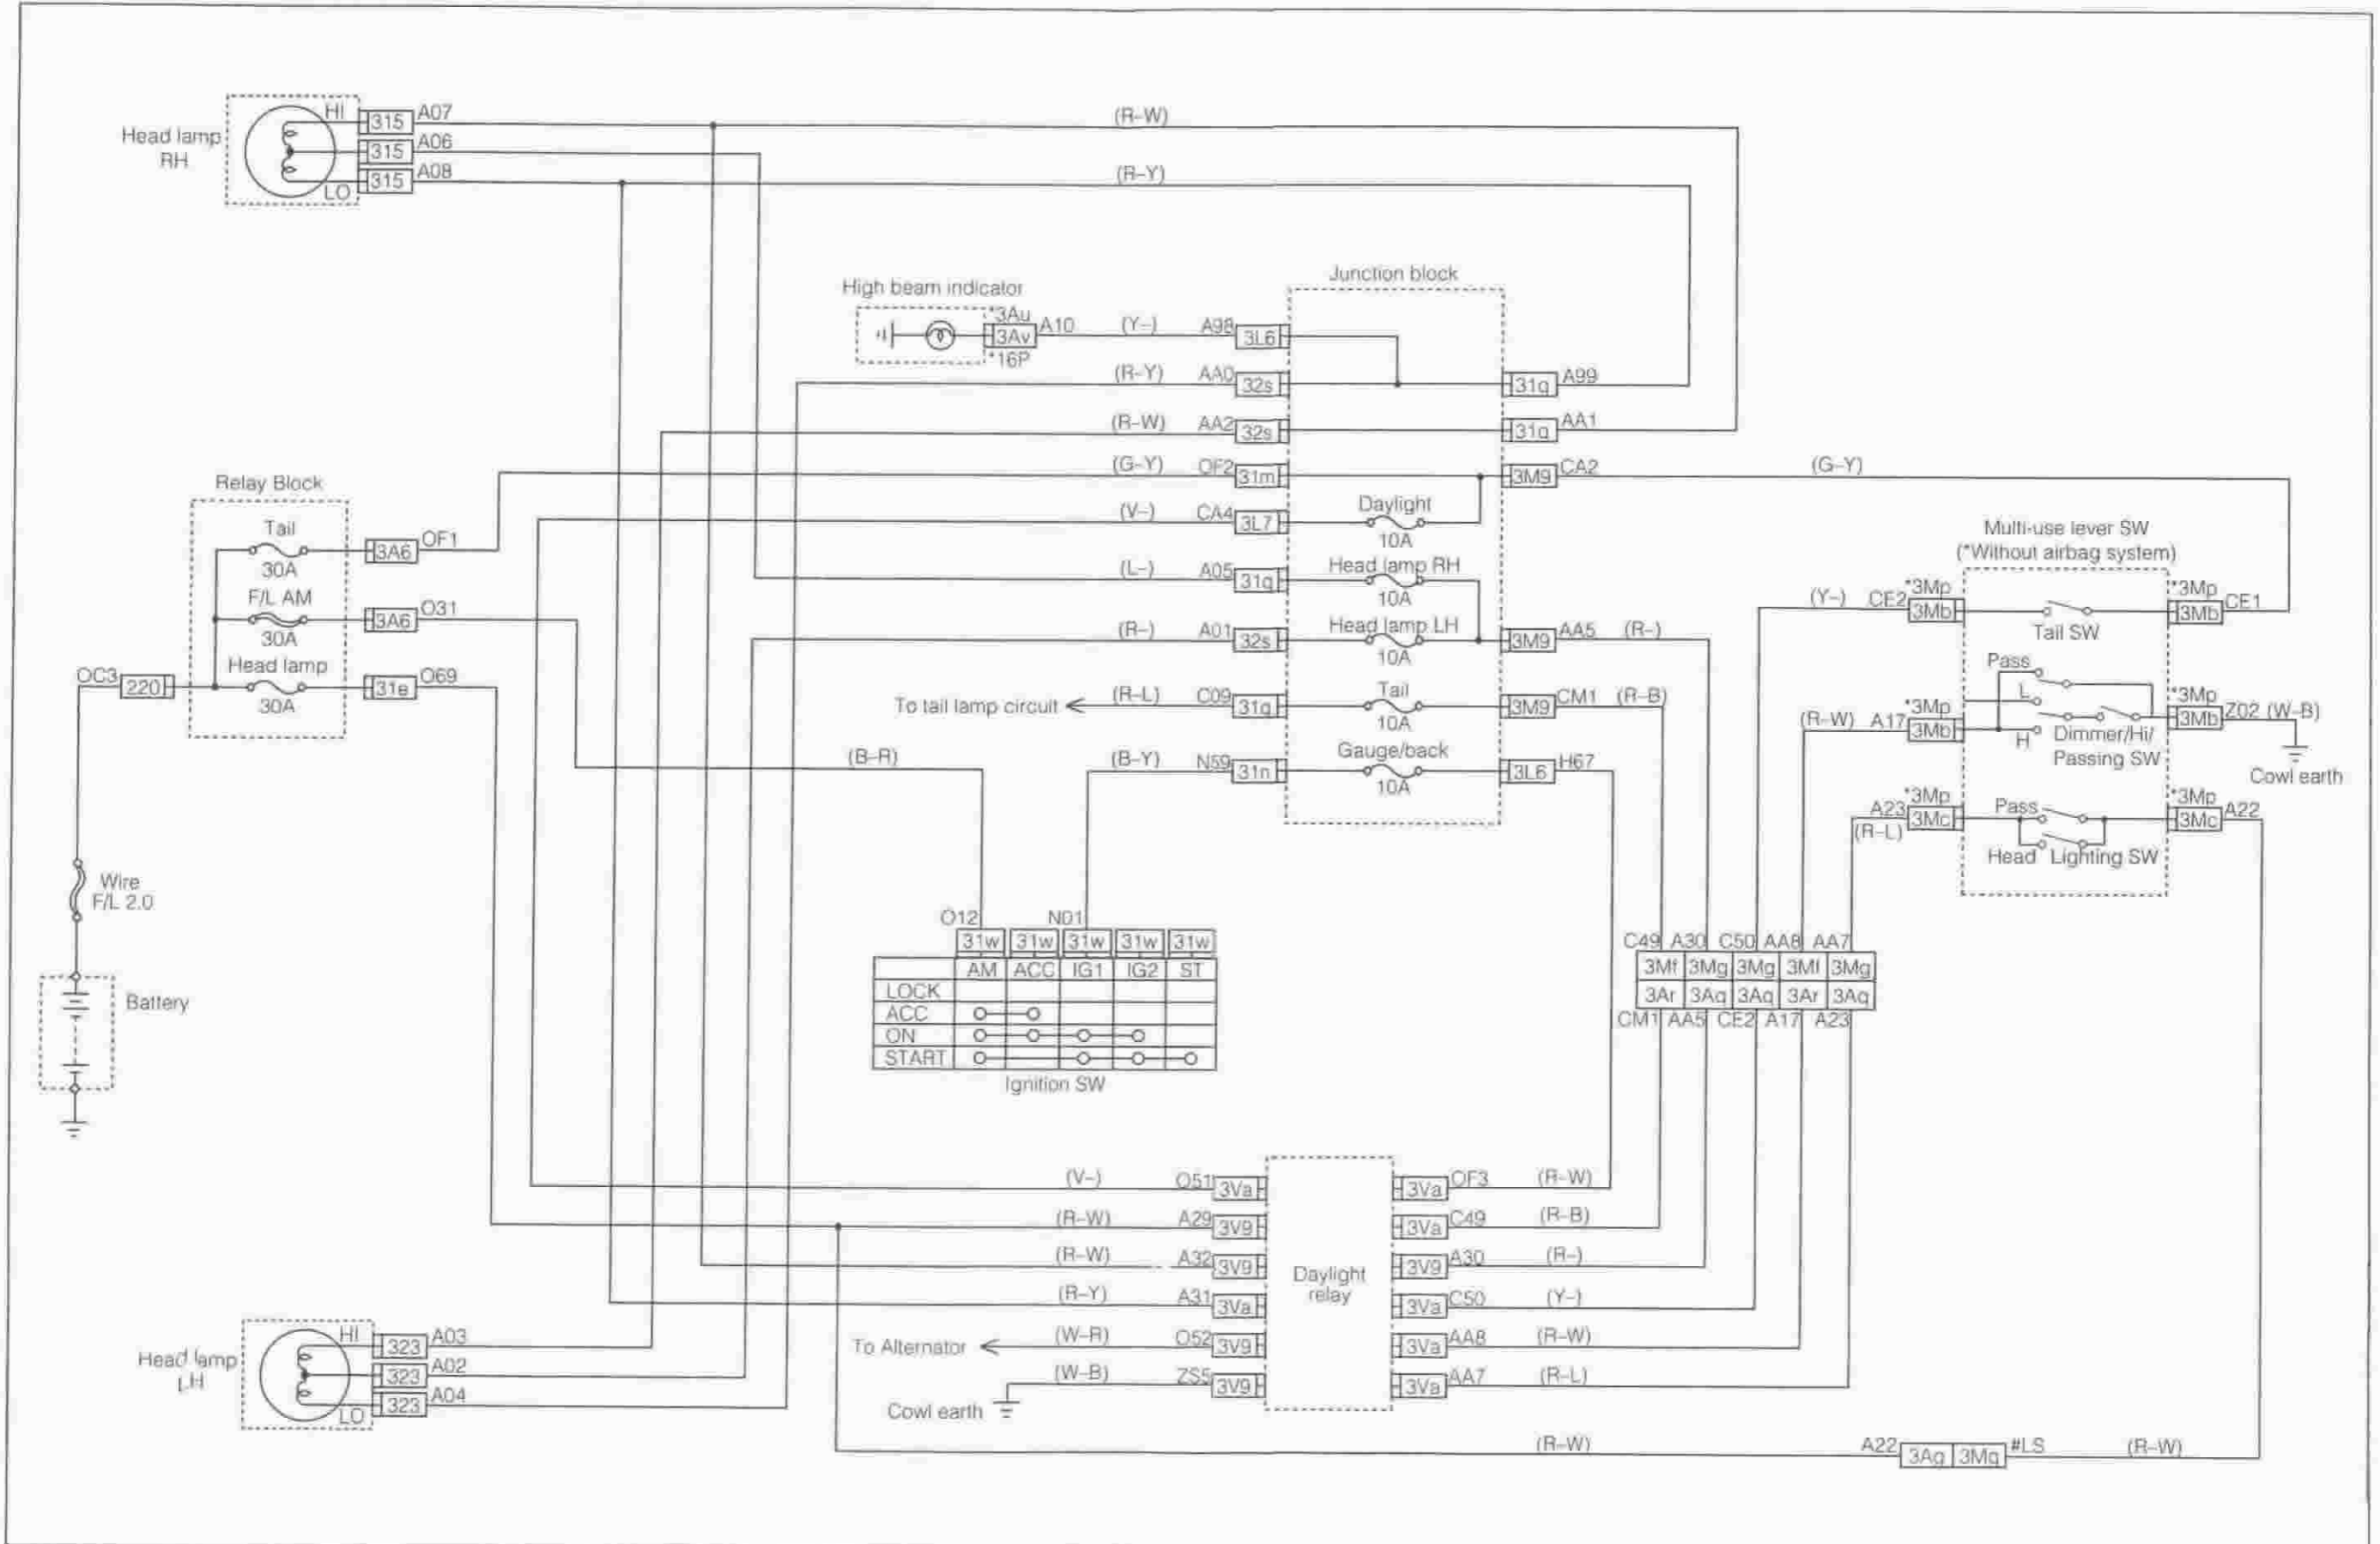 Head lamp
RH
HI
315 A07
315 A06
315 A08
LO
(R-W)
(R-Y)
High beam indicator
*3Au
3Av A10 (Y-) A98 3L6
*16P
Junction block
(R-Y) AA0 32s
31q A99
(R-W) AA2 32s
31q AA1
(G-Y) OF2 31m
3M9 CA2 (G-Y)
(V-) CA4 3L7
Daylight
10A
(L-) A05 31q
Head lamp RH
10A
(R-) A01 32s
Head lamp LH
10A
3M9 AA5 (R-)
To tail lamp circuit (R-L) C09 31q
Tail
10A
3M9 CM1 (R-B)
(B-Y) N59 31n
Gauge/back
10A
3L6 H67
Relay Block
Tail
30A
3A6 OF1
F/L AM
30A
3A6 O31
Head lamp
30A
31e O69
OC3 220
(B-R)
Wire
F/L 2.0
Battery
Multi-use lever SW
(*Without airbag system)
(Y-) CE2 *3Mp
3Mb
Tail SW
*3Mp
3Mb CE1
Pass
L
H
(R-W) A17 *3Mp
3Mb
Dimmer/Hi/
Passing SW
*3Mp
3Mb Z02 (W-B)
Cowl earth
A23 *3Mp
(R-L) 3Mc
Pass
Head Lighting SW
*3Mp
3Mc A22
O12 N01
31w 31w 31w 31w 31w
AM ACC IG1 IG2 ST
LOCK
ACC
ON
START
Ignition SW
C49 A30 C50 AA8 AA7
3Mf 3Mg 3Mg 3Mf 3Mg
3Ar 3Aq 3Aq 3Ar 3Aq
CM1 AA5 CE2 A17 A23
(V-) O51 3Va
3Va OF3 (R-W)
(R-W) A29 3V9
3Va C49 (R-B)
(R-W) A32 3V9
3V9 A30 (R-)
Daylight
relay
(R-Y) A31 3Va
3Va C50 (Y-)
To Alternator (W-R) O52 3V9
3Va AA8 (R-W)
(W-B) ZS5 3V9
3Va AA7 (R-L)
Cowl earth
Head lamp
LH
HI
323 A03
323 A02
323 A04
LO
(R-W) A22 3Ag 3Mq #LS (R-W)